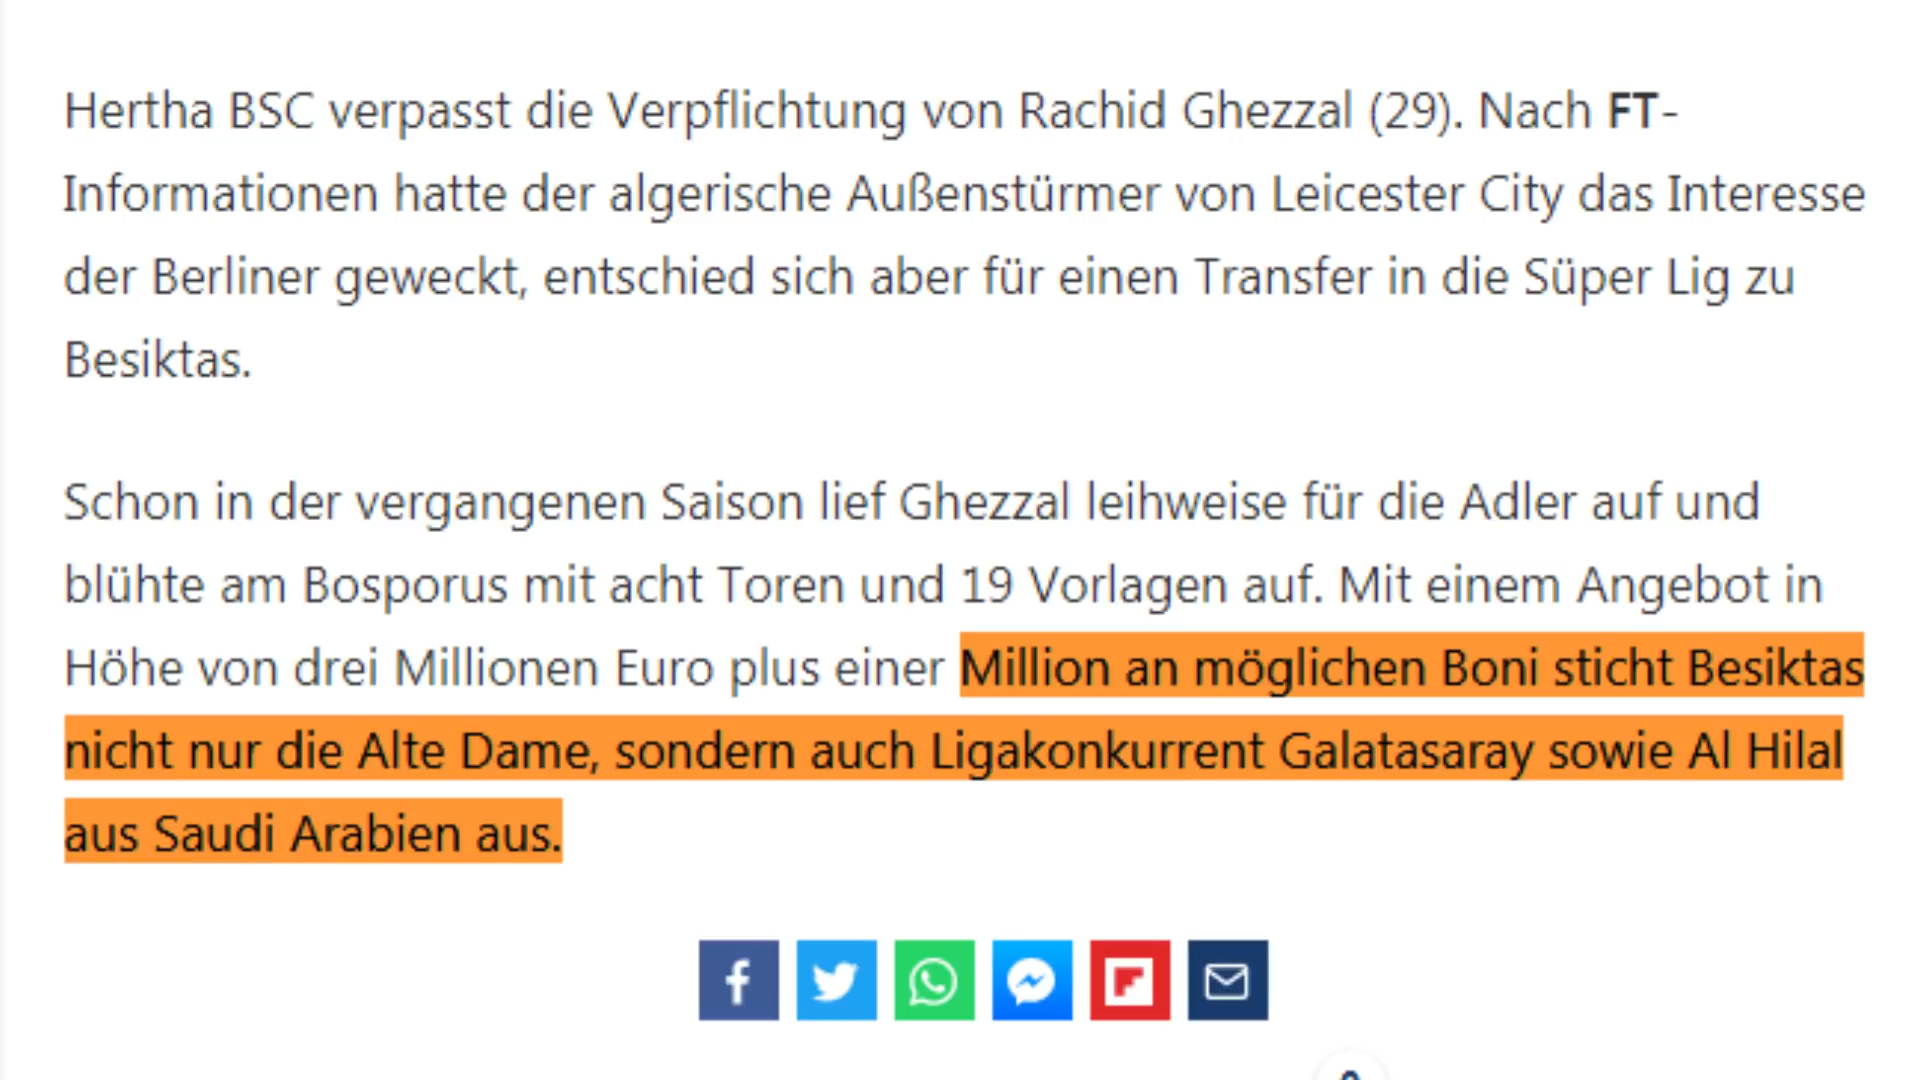 Hertha BSC verpasst die Verpflichtung von Rachid Ghezzal (29). Nach FT-
Informationen hatte der algerische Außenstürmer von Leicester City das Interesse
der Berliner geweckt, entschied sich aber für einen Transfer in die Süper Lig zu
Besiktas.
Schon in der vergangenen Saison lief Ghezzal leihweise für die Adler auf und
blühte am Bosporus mit acht Toren und 19 Vorlagen auf. Mit einem Angebot in
Höhe von drei Millionen Euro plus einer Million an möglichen Boni sticht Besiktas
nicht nur die Alte Dame, sondern auch Ligakonkurrent Galatasaray sowie Al Hilal
aus Saudi Arabien aus.